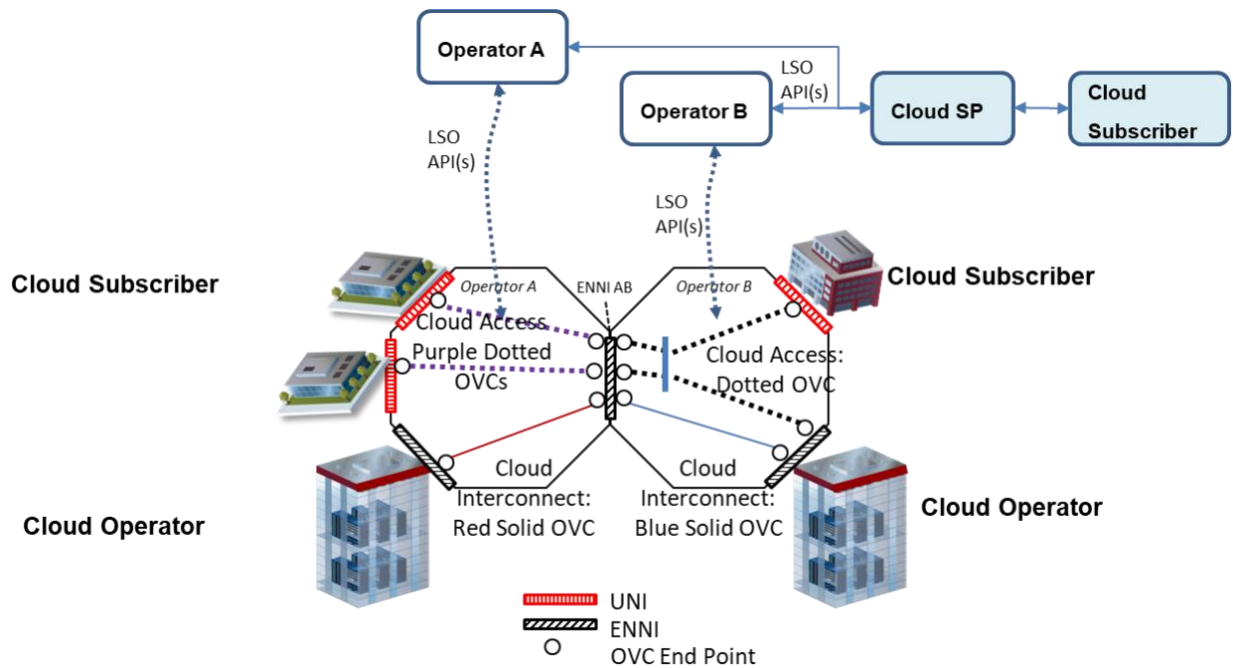 Operator A
LSO
API(s)
Operator B
Cloud SP
Cloud
Subscriber
LSO
API(s)
LSO
API(s)
Cloud Subscriber
Cloud Subscriber
Operator A
ENNI AB
Operator B
Cloud Access
Purple Dotted
OVCs
Cloud Access:
Dotted OVC
Cloud
Interconnect:
Red Solid OVC
Cloud
Interconnect:
Blue Solid OVC
Cloud Operator
Cloud Operator
UNI
ENNI
OVC End Point